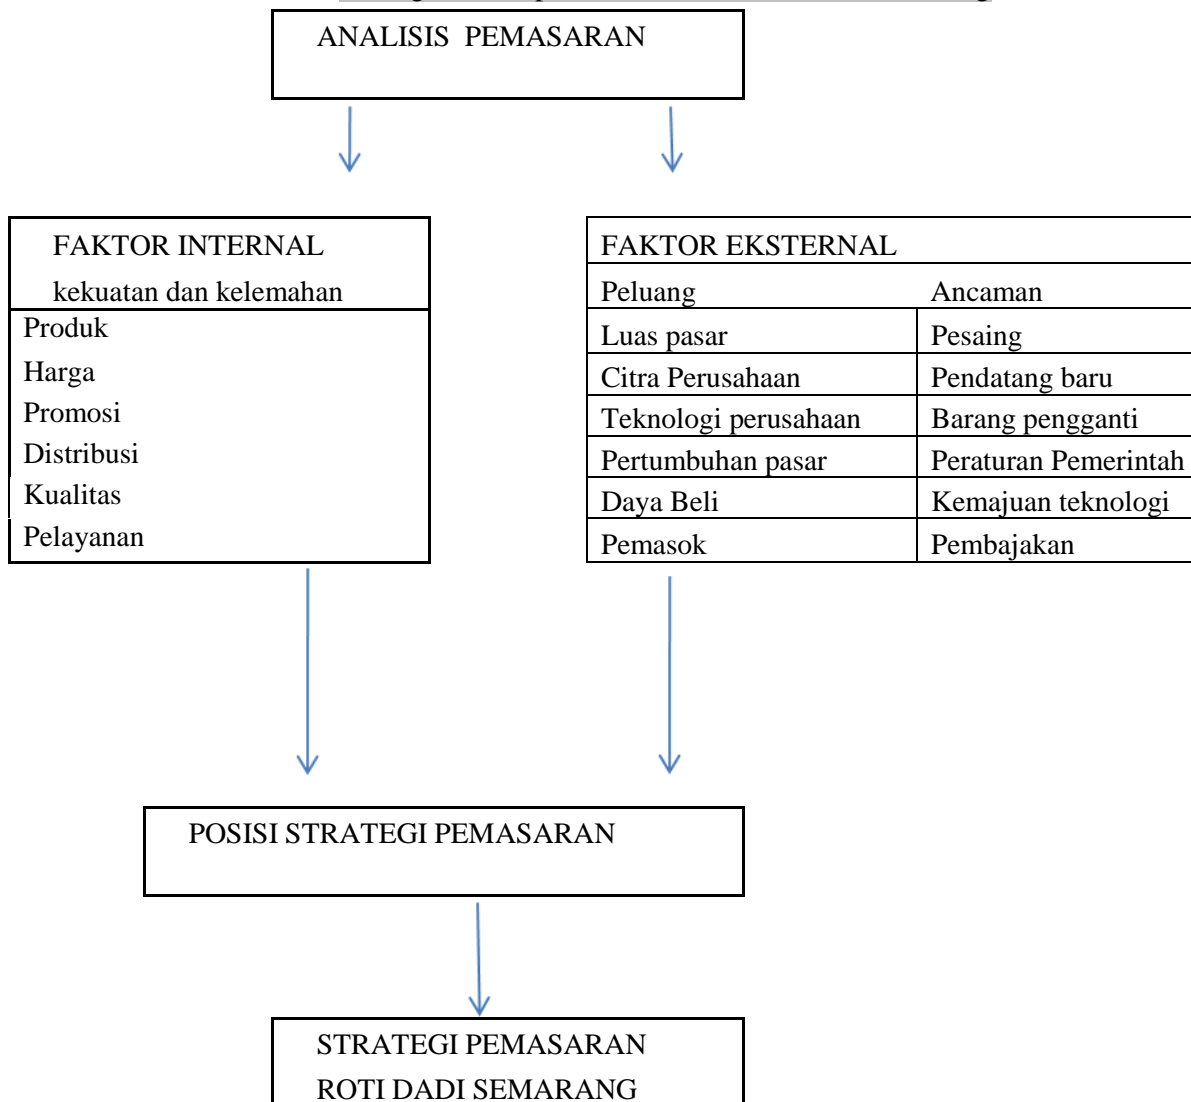 ANALISIS PEMASARAN
FAKTOR INTERNAL
kekuatan dan kelemahan
Produk
Harga
Promosi
Distribusi
Kualitas
Pelayanan
FAKTOR EKSTERNAL
Peluang Ancaman
Luas pasar Pesaing
Citra Perusahaan Pendatang baru
Teknologi perusahaan Barang pengganti
Pertumbuhan pasar Peraturan Pemerintah
Daya Beli Kemajuan teknologi
Pemasok Pembajakan
POSISI STRATEGI PEMASARAN
STRATEGI PEMASARAN
ROTI DADI SEMARANG